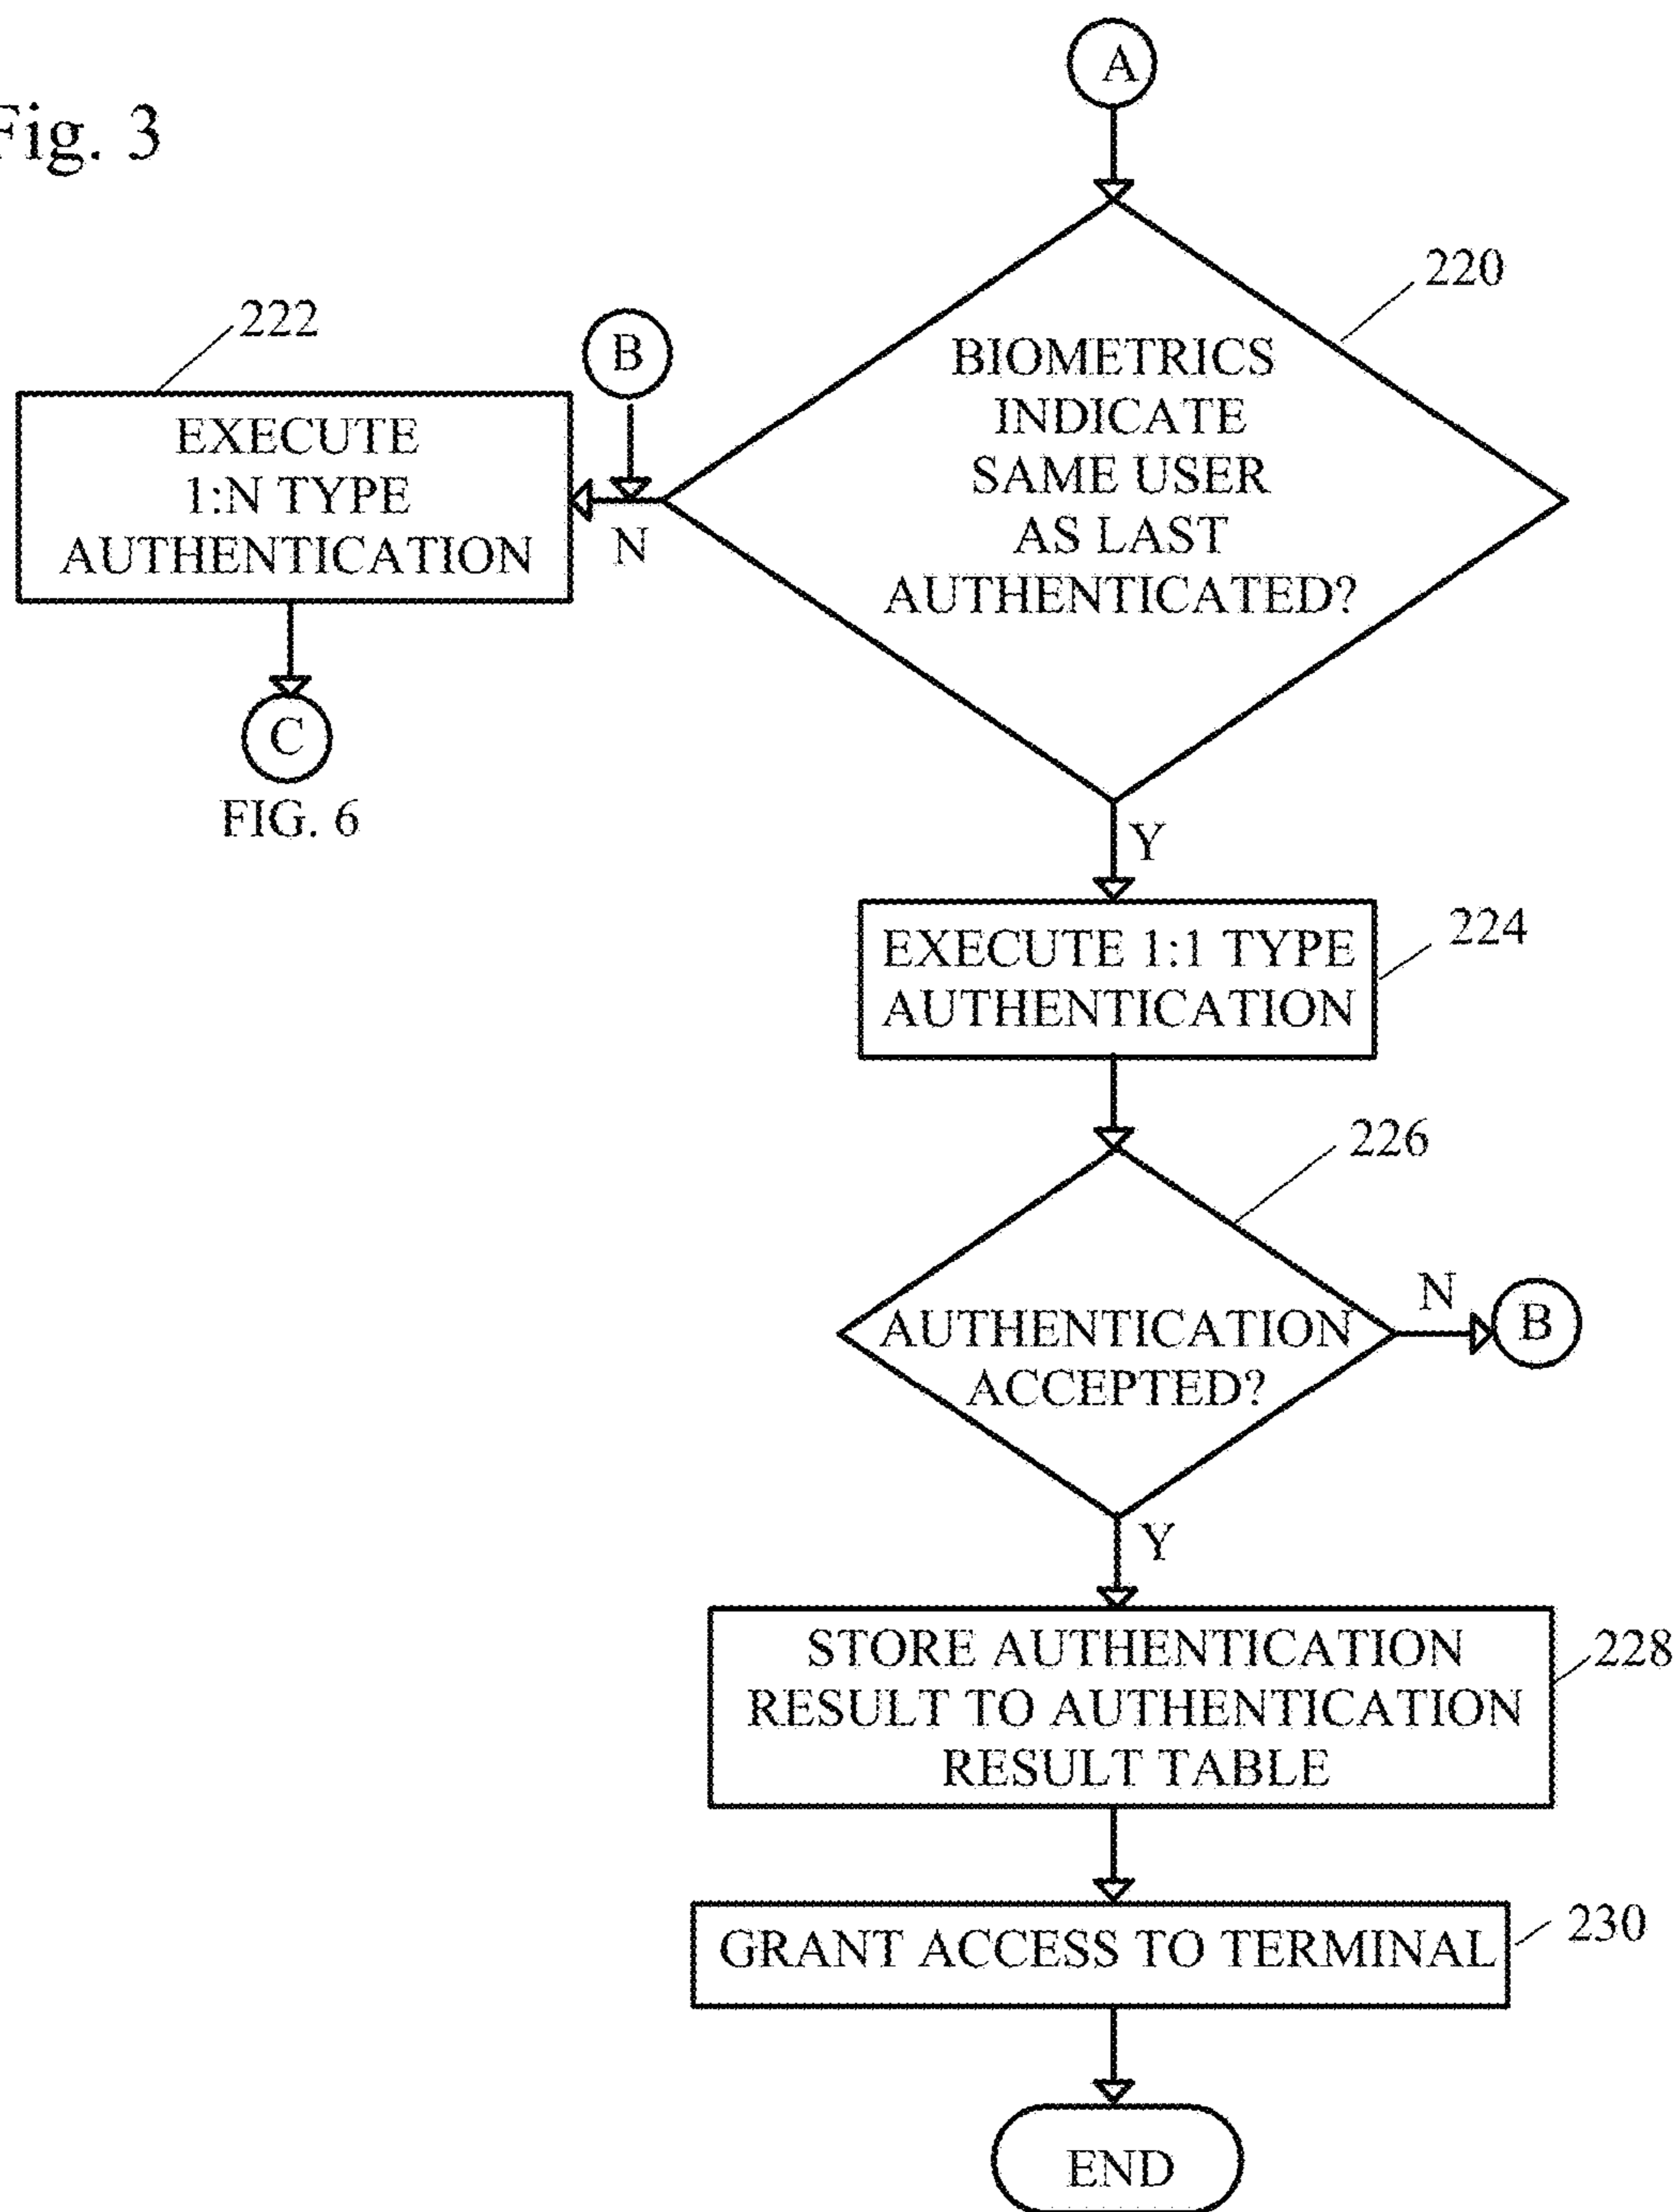 Fig. 3
A
220
BIOMETRICS
INDICATE
SAME USER
AS LAST
AUTHENTICATED?
222
B
EXECUTE
1:N TYPE
AUTHENTICATION
N
C
FIG. 6
Y
EXECUTE 1:1 TYPE
AUTHENTICATION
224
226
AUTHENTICATION
ACCEPTED?
N
B
Y
STORE AUTHENTICATION
RESULT TO AUTHENTICATION
RESULT TABLE
228
GRANT ACCESS TO TERMINAL
230
END